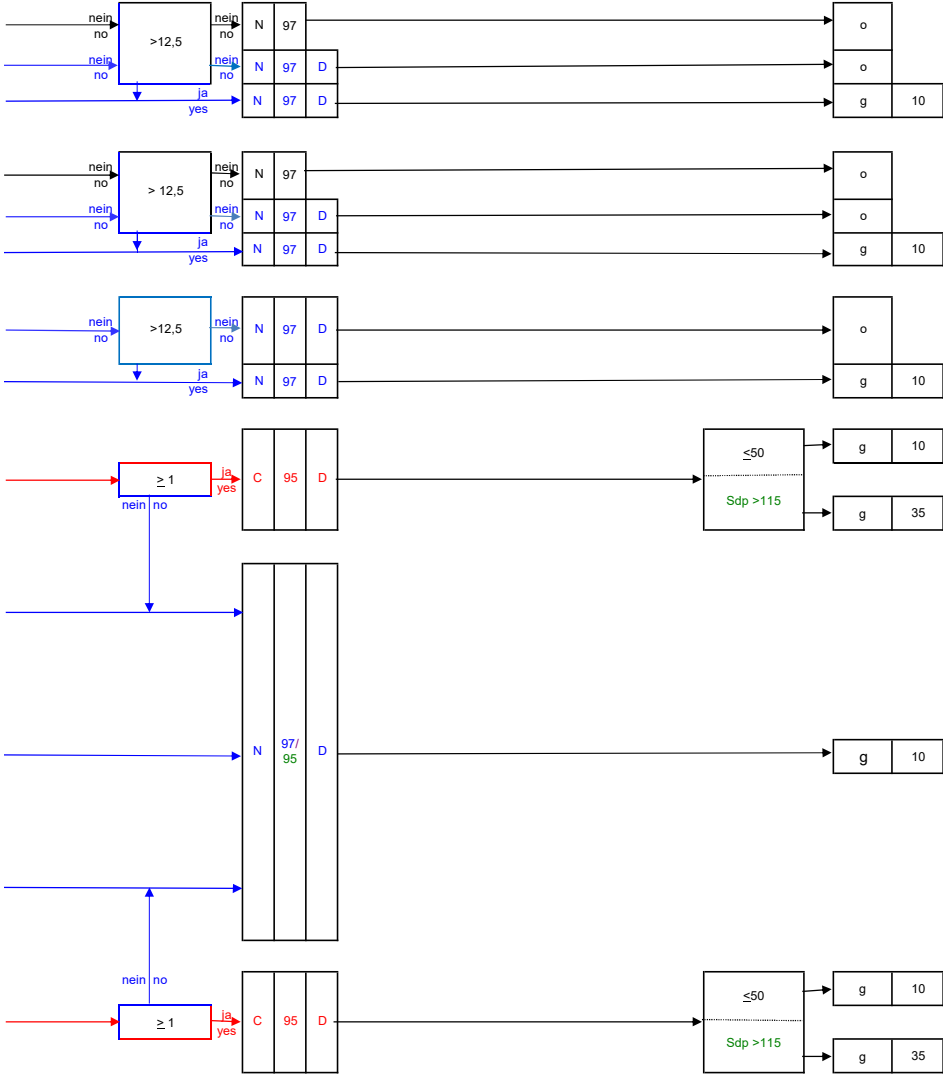 nein nein N 97 o
no >12,5 no
nein nein N 97 D o
no no
ja N 97 D g 10
yes
nein nein N 97 o
no > 12,5 no
nein nein N 97 D o
no no
ja N 97 D g 10
yes
nein >12,5 nein N 97 D o
no no
ja N 97 D g 10
yes
≤50 g 10
≥ 1 ja C 95 D
yes
nein no Sdp >115 g 35
N 97/ D g 10
95
nein no
≤50 g 10
≥ 1 ja C 95 D
yes
Sdp >115 g 35